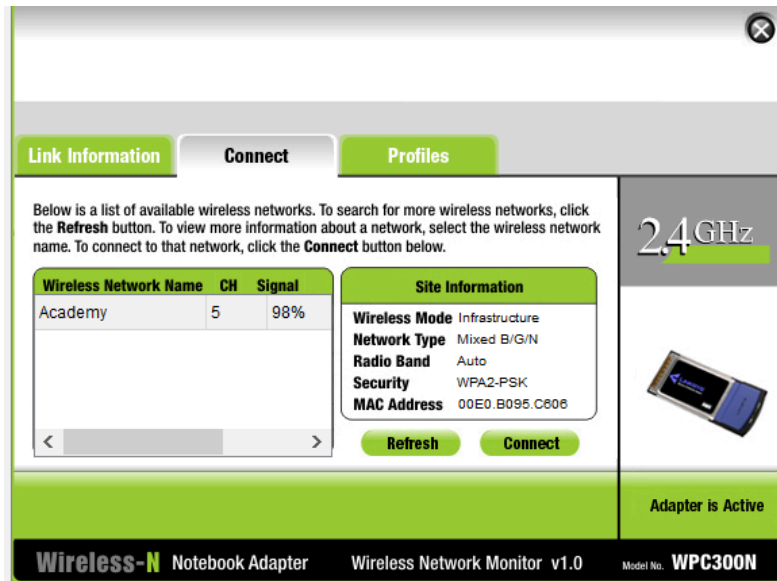 Link Information
Connect
Profiles
Below is a list of available wireless networks. To search for more wireless networks, click
the Refresh button. To view more information about a network, select the wireless network
name. To connect to that network, click the Connect button below.
2.4GHz
Wireless Network Name CH Signal
Academy 5 98%
Site Information
Wireless Mode Infrastructure
Network Type Mixed B/G/N
Radio Band Auto
Security WPA2-PSK
MAC Address 00E0.B095.C606
Refresh
Connect
LINKSYS
Adapter is Active
Wireless-N Notebook Adapter Wireless Network Monitor v1.0 Model No. WPC300N